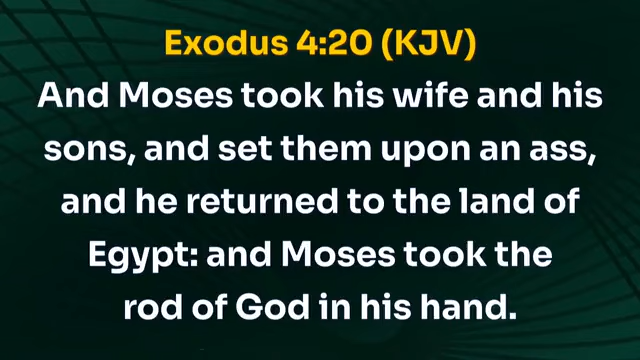 Exodus 4:20 (KJV)
And Moses took his wife and his
sons, and set them upon an ass,
and he returned to the land of
Egypt: and Moses took the
rod of God in his hand.